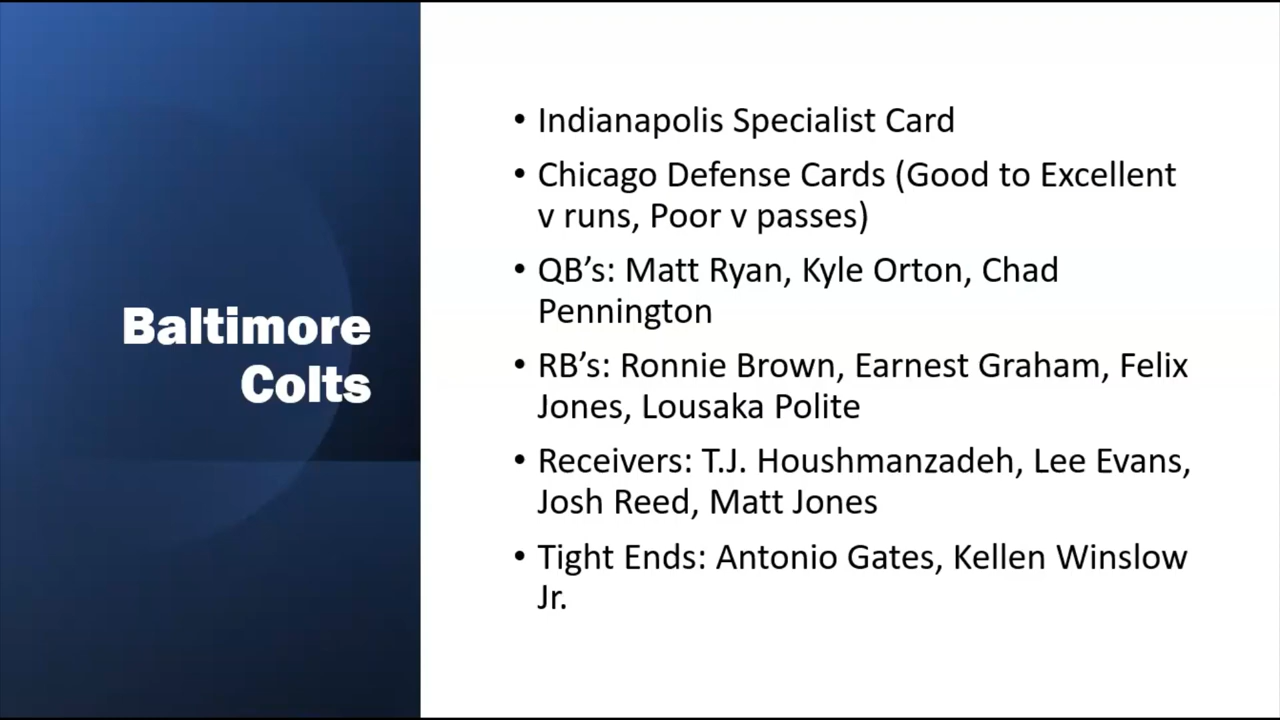 Baltimore
Colts
• Indianapolis Specialist Card
• Chicago Defense Cards (Good to Excellent
v runs, Poor v passes)
• QB’s: Matt Ryan, Kyle Orton, Chad
Pennington
• RB’s: Ronnie Brown, Earnest Graham, Felix
Jones, Lousaka Polite
• Receivers: T.J. Houshmanzadeh, Lee Evans,
Josh Reed, Matt Jones
• Tight Ends: Antonio Gates, Kellen Winslow
Jr.